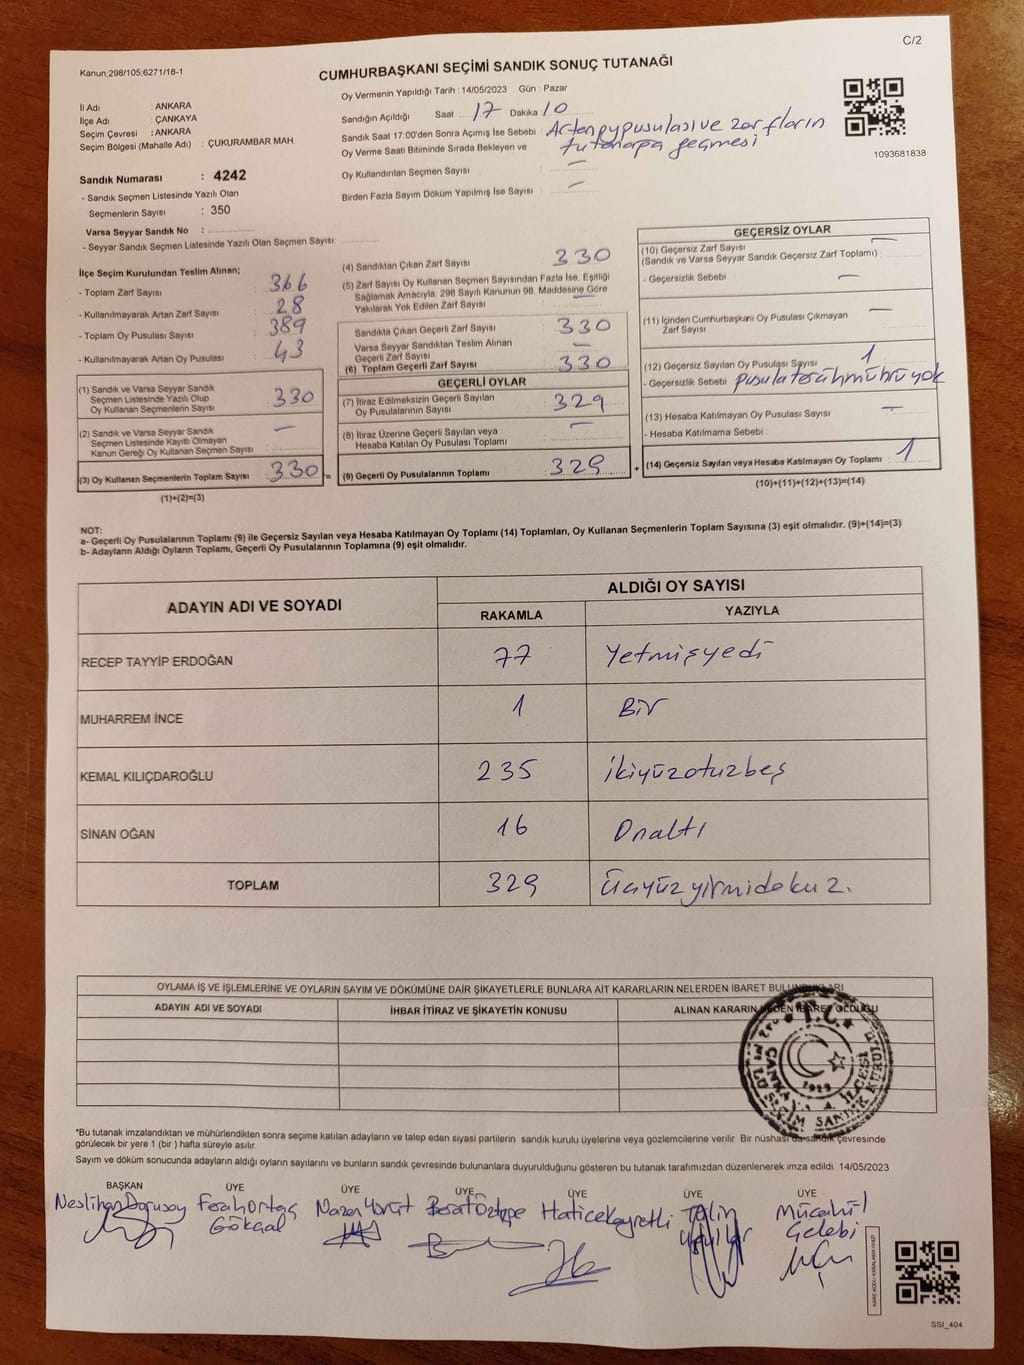 C/2
Kanun;298/105;6271/18-1
CUMHURBAŞKANI SEÇİMİ SANDIK SONUÇ TUTANAĞI
Oy Vermenin Yapıldığı Tarih : 14/05/2023 Gün : Pazar
İl Adı : ANKARA
İlçe Adı : ÇANKAYA
Seçim Çevresi : ANKARA
Seçim Bölgesi (Mahalle Adı) : ÇUKURAMBAR MAH.
Sandığın Açıldığı Saat : 17 Dakika 10
Sandık Saat 17:00'den Sonra Açımış İse Sebebi : Artan oy pusulası ve zarfların
tutanağa geçmesi
Oy Verme Saati Bitiminde Sırada Bekleyen ve
Oy Kullandırılan Seçmen Sayısı : —
Birden Fazla Sayım Döküm Yapılmış İse Sayısı : —
1093681838
Sandık Numarası : 4242
- Sandık Seçmen Listesinde Yazılı Olan
Seçmenlerin Sayısı : 350
Varsa Seyyar Sandık No :
- Seyyar Sandık Seçmen Listesinde Yazılı Olan Seçmen Sayısı:
İlçe Seçim Kurulundan Teslim Alınan;
- Toplam Zarf Sayısı : 366
- Kullanılmayarak Artan Zarf Sayısı : 28
- Toplam Oy Pusulası Sayısı : 389
- Kullanılmayarak Artan Oy Pusulası : 43
(1) Sandık ve Varsa Seyyar Sandık
Seçmen Listesinde Yazılı Olup
Oy Kullanan Seçmenlerin Sayısı : 330
(2) Sandık ve Varsa Seyyar Sandık
Seçmen Listesinde Kayıtlı Olmayan
Kanun Gereği Oy Kullanan Seçmen Sayısı : —
(3) Oy Kullanan Seçmenlerin Toplam Sayısı : 330 =
(1)+(2)=(3)
(4) Sandıktan Çıkan Zarf Sayısı : 330
(5) Zarf Sayısı Oy Kullanan Seçmen Sayısından Fazla İse, Eşitliği
Sağlamak Amacıyla, 298 Sayılı Kanunun 98. Maddesine Göre
Yakılarak Yok Edilen Zarf Sayısı :
Sandıkta Çıkan Geçerli Zarf Sayısı : 330
Varsa Seyyar Sandıktan Teslim Alınan
Geçerli Zarf Sayısı : —
(6) Toplam Geçerli Zarf Sayısı : 330
GEÇERLİ OYLAR
(7) İtiraz Edilmeksizin Geçerli Sayılan
Oy Pusulalarının Sayısı : 329
(8) İtiraz Üzerine Geçerli Sayılan veya
Hesaba Katılan Oy Pusulası Toplamı : —
(9) Geçerli Oy Pusulalarının Toplamı : 329 +
GEÇERSİZ OYLAR
(10) Geçersiz Zarf Sayısı
(Sandık ve Varsa Seyyar Sandık Geçersiz Zarf Toplamı) : —
- Geçersizlik Sebebi —
(11) İçinden Cumhurbaşkanı Oy Pusulası Çıkmayan
Zarf Sayısı : —
(12) Geçersiz Sayılan Oy Pusulası Sayısı : 1
- Geçersizlik Sebebi pusula tercih mührü yok
(13) Hesaba Katılmayan Oy Pusulası Sayısı : —
- Hesaba Katılmama Sebebi
(14) Geçersiz Sayılan veya Hesaba Katılmayan Oy Toplamı : 1
(10)+(11)+(12)+(13)=(14)
NOT:
a- Geçerli Oy Pusulalarının Toplamı (9) ile Geçersiz Sayılan veya Hesaba Katılmayan Oy Toplamı (14) Toplamları, Oy Kullanan Seçmenlerin Toplam Sayısına (3) eşit olmalıdır. (9)+(14)=(3)
b- Adayların Aldığı Oyların Toplamı, Geçerli Oy Pusulalarının Toplamına (9) eşit olmalıdır.
ADAYIN ADI VE SOYADI
ALDIĞI OY SAYISI
RAKAMLA YAZIYLA
RECEP TAYYİP ERDOĞAN 77 Yetmişyedi
MUHARREM İNCE 1 Bir
KEMAL KILIÇDAROĞLU 235 ikiyüzotuzbeş
SİNAN OĞAN 16 Onaltı
TOPLAM 329 Üçyüzyirmidokuz.
OYLAMA İŞ VE İŞLEMLERİNE VE OYLARIN SAYIM VE DÖKÜMÜNE DAİR ŞİKAYETLERLE BUNLARA AİT KARARLARIN NELERDEN İBARET BULUNDUKLARI
ADAYIN ADI VE SOYADI İHBAR İTİRAZ VE ŞİKAYETİN KONUSU ALINAN KARARIN NEDEN İBARET OLDUĞU
T.C.
ÇANKAYA İLÇESİ
SEÇİM SANDIK KURULU
*Bu tutanak imzalandıktan ve mühürlendikten sonra seçime katılan adayların ve talep eden siyasi partilerin sandık kurulu üyelerine veya gözlemcilerine verilir. Bir nüshası da sandık çevresinde
görülecek bir yere 1 (bir ) hafta süreyle asılır.
Sayım ve döküm sonucunda adayların aldığı oyların sayılarını ve bunların sandık çevresinde bulunanlara duyurulduğunu gösteren bu tutanak tarafımızdan düzenlenerek imza edildi. 14/05/2023
BAŞKAN ÜYE ÜYE ÜYE ÜYE ÜYE ÜYE
Neslihan Ferah Ortaş Berat Öztepe Hatice Kayretli Mücahit
Gökçal Çelebi
SSI_404